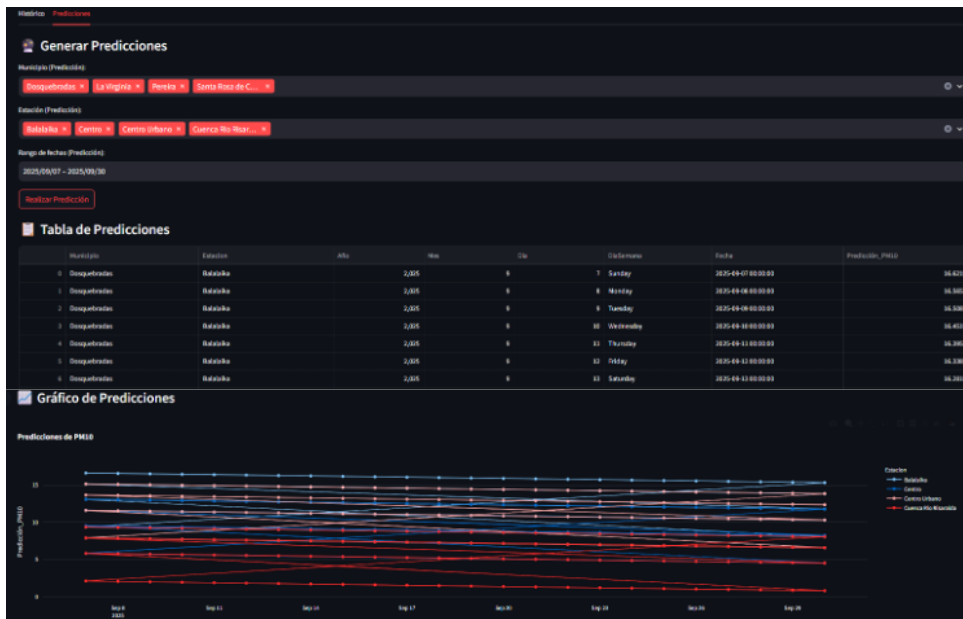 Histórico Predicciones
Generar Predicciones
Municipio (Predicción):
Dosquebradas × La Virginia × Pereira × Santa Rosa de C... ×
Estación (Predicción):
Balalaika × Centro × Centro Urbano × Cuenca Rio Risar... ×
Rango de fechas (Predicción):
2025/09/07 – 2025/09/30
Realizar Predicción
Tabla de Predicciones
Municipio Estacion Año Mes Dia DiaSemana Fecha Predicción_PM10
0 Dosquebradas Balalaika 2,025 9 7 Sunday 2025-09-07 00:00:00
1 Dosquebradas Balalaika 2,025 9 8 Monday 2025-09-08 00:00:00
2 Dosquebradas Balalaika 2,025 9 9 Tuesday 2025-09-09 00:00:00
3 Dosquebradas Balalaika 2,025 9 10 Wednesday 2025-09-10 00:00:00
4 Dosquebradas Balalaika 2,025 9 11 Thursday 2025-09-11 00:00:00
5 Dosquebradas Balalaika 2,025 9 12 Friday 2025-09-12 00:00:00
6 Dosquebradas Balalaika 2,025 9 13 Saturday 2025-09-13 00:00:00
Gráfico de Predicciones
Predicciones de PM10
Estacion
Balalaika
Centro
Centro Urbano
Cuenca Rio Risaralda
Predicción_PM10
15
10
5
0
Sep 8 Sep 11 Sep 14 Sep 17 Sep 20 Sep 23 Sep 26 Sep 29
2025